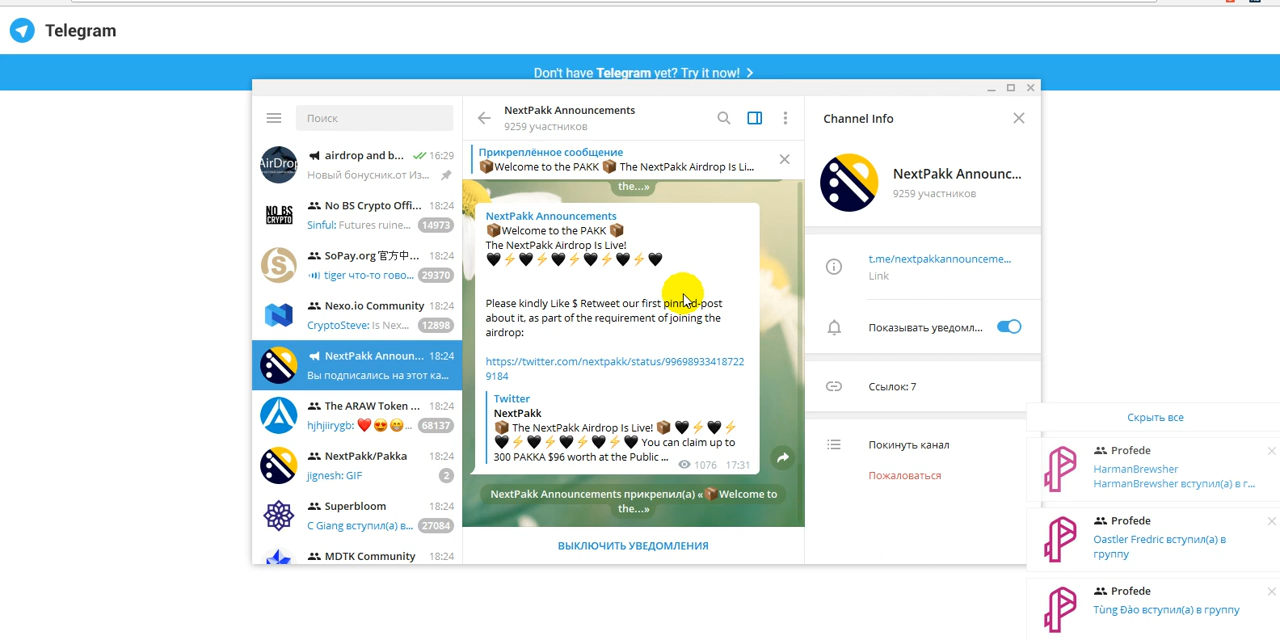 Telegram
Don't have Telegram yet? Try it now!
Поиск
airdrop and b... 16:29
Новый бонусник.от Из...
No BS Crypto Offi... 18:24
Sinful: Futures ruine... 14973
SoPay.org 官方中... 18:24
tiger что-то гово... 29370
Nexo.io Community 18:24
CryptoSteve: Is Nex... 12898
NextPakk Announ... 18:24
Вы подписались на этот ка...
The ARAW Token ... 18:24
hjhjiirygb: ❤️😍😄... 68137
NextPakk/Pakka 18:24
jignesh: GIF 2
Superbloom 18:24
C Giang вступил(а) в... 27084
MDTK Community 18:24
AirDrop
NO BS
CRYPTO
NextPakk Announcements
9259 участников
Прикреплённое сообщение
📦Welcome to the PAKK 📦 The NextPakk Airdrop Is Li...
the...»
NextPakk Announcements
📦Welcome to the PAKK 📦
The NextPakk Airdrop Is Live!
🖤⚡🖤⚡🖤⚡🖤⚡🖤⚡🖤
Please kindly Like $ Retweet our first pinned-post
about it, as part of the requirement of joining the
airdrop:
https://twitter.com/nextpakk/status/99698933418722
9184
Twitter
NextPakk
📦 The NextPakk Airdrop Is Live! 📦 🖤⚡🖤⚡
🖤⚡🖤⚡🖤⚡🖤⚡🖤 You can claim up to
300 PAKKA $96 worth at the Public ... 1076 17:31
NextPakk Announcements прикрепил(а) «📦Welcome to
the...»
ВЫКЛЮЧИТЬ УВЕДОМЛЕНИЯ
Channel Info
NextPakk Announc...
9259 участников
t.me/nextpakkannounceme...
Link
Показывать уведомл...
Ссылок: 7
Покинуть канал
Пожаловаться
Скрыть все
Profede
HarmanBrewsher
HarmanBrewsher вступил(а) в г...
Profede
Oastler Fredric вступил(а) в
группу
Profede
Tùng Đào вступил(а) в группу